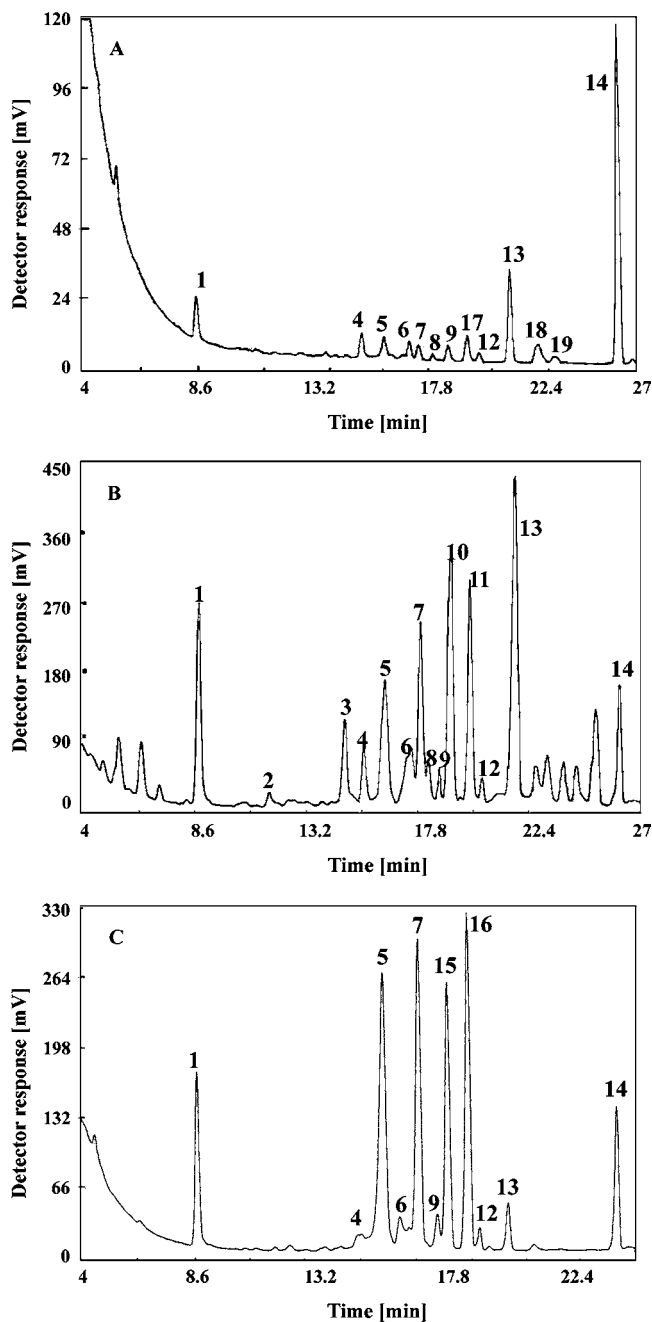 120
A
14
96
Detector response [mV]
72
48
13
1
24
4 5 6 7 8 9 17 12 18 19
0
4 8.6 13.2 17.8 22.4 27
Time [min]
450
B
13
360
10
11
1
270
7
Detector response [mV]
180
5
14
3
4
90
6 8 9 12
2
0
4 8.6 13.2 17.8 22.4 27
Time [min]
330
C
7 16
5
15
264
198
Detector response [mV]
1
132
14
66
13
9
6 12
4
0
4 8.6 13.2 17.8 22.4
Time [min]